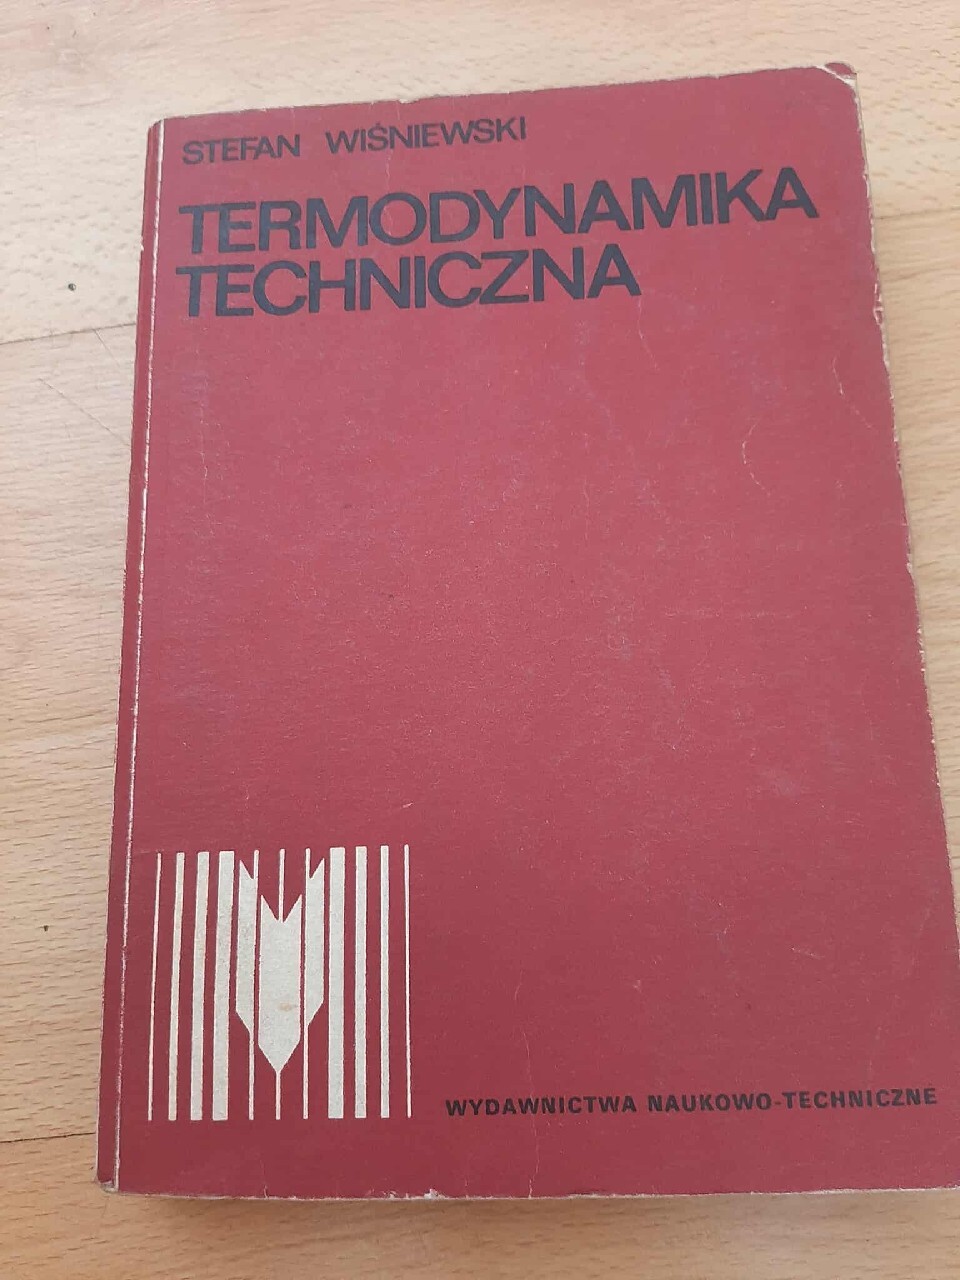 STEFAN WIŚNIEWSKI
TERMODYNAMIKA
TECHNICZNA
WYDAWNICTWA NAUKOWO-TECHNICZNE